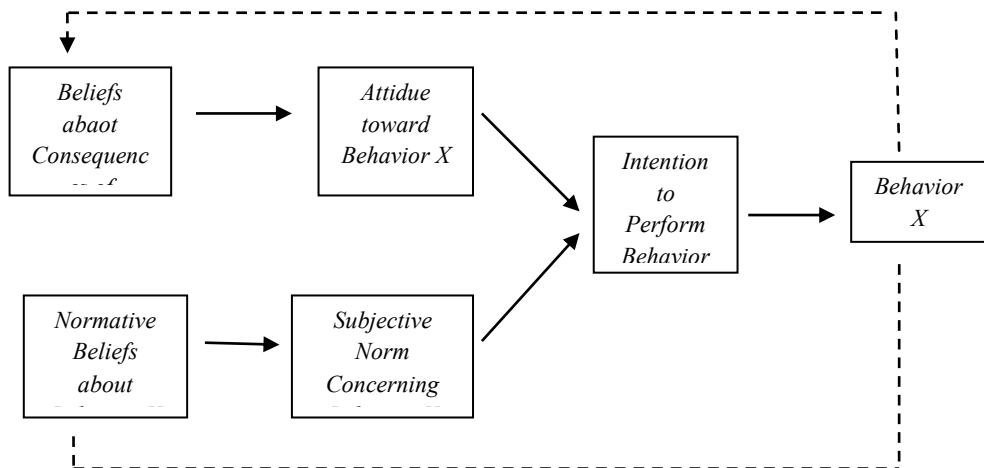 Beliefs
abaot
Consequenc
Attidue
toward
Behavior X
Intention
to
Perform
Behavior
Behavior
X
Normative
Beliefs
about
Subjective
Norm
Concerning